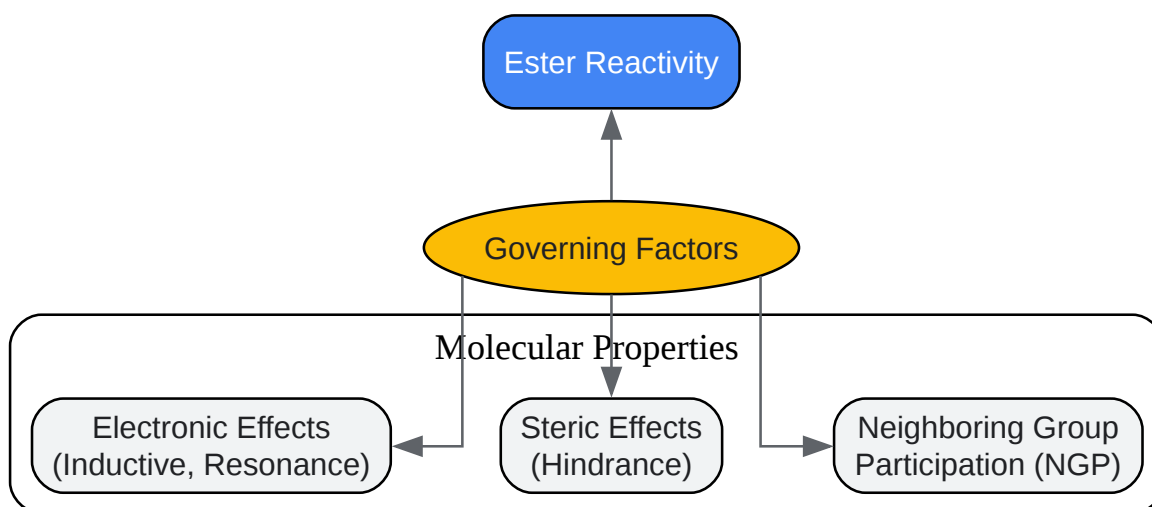 Ester Reactivity
Governing Factors
Molecular Properties
Electronic Effects
(Inductive, Resonance)
Steric Effects
(Hindrance)
Neighboring Group
Participation (NGP)